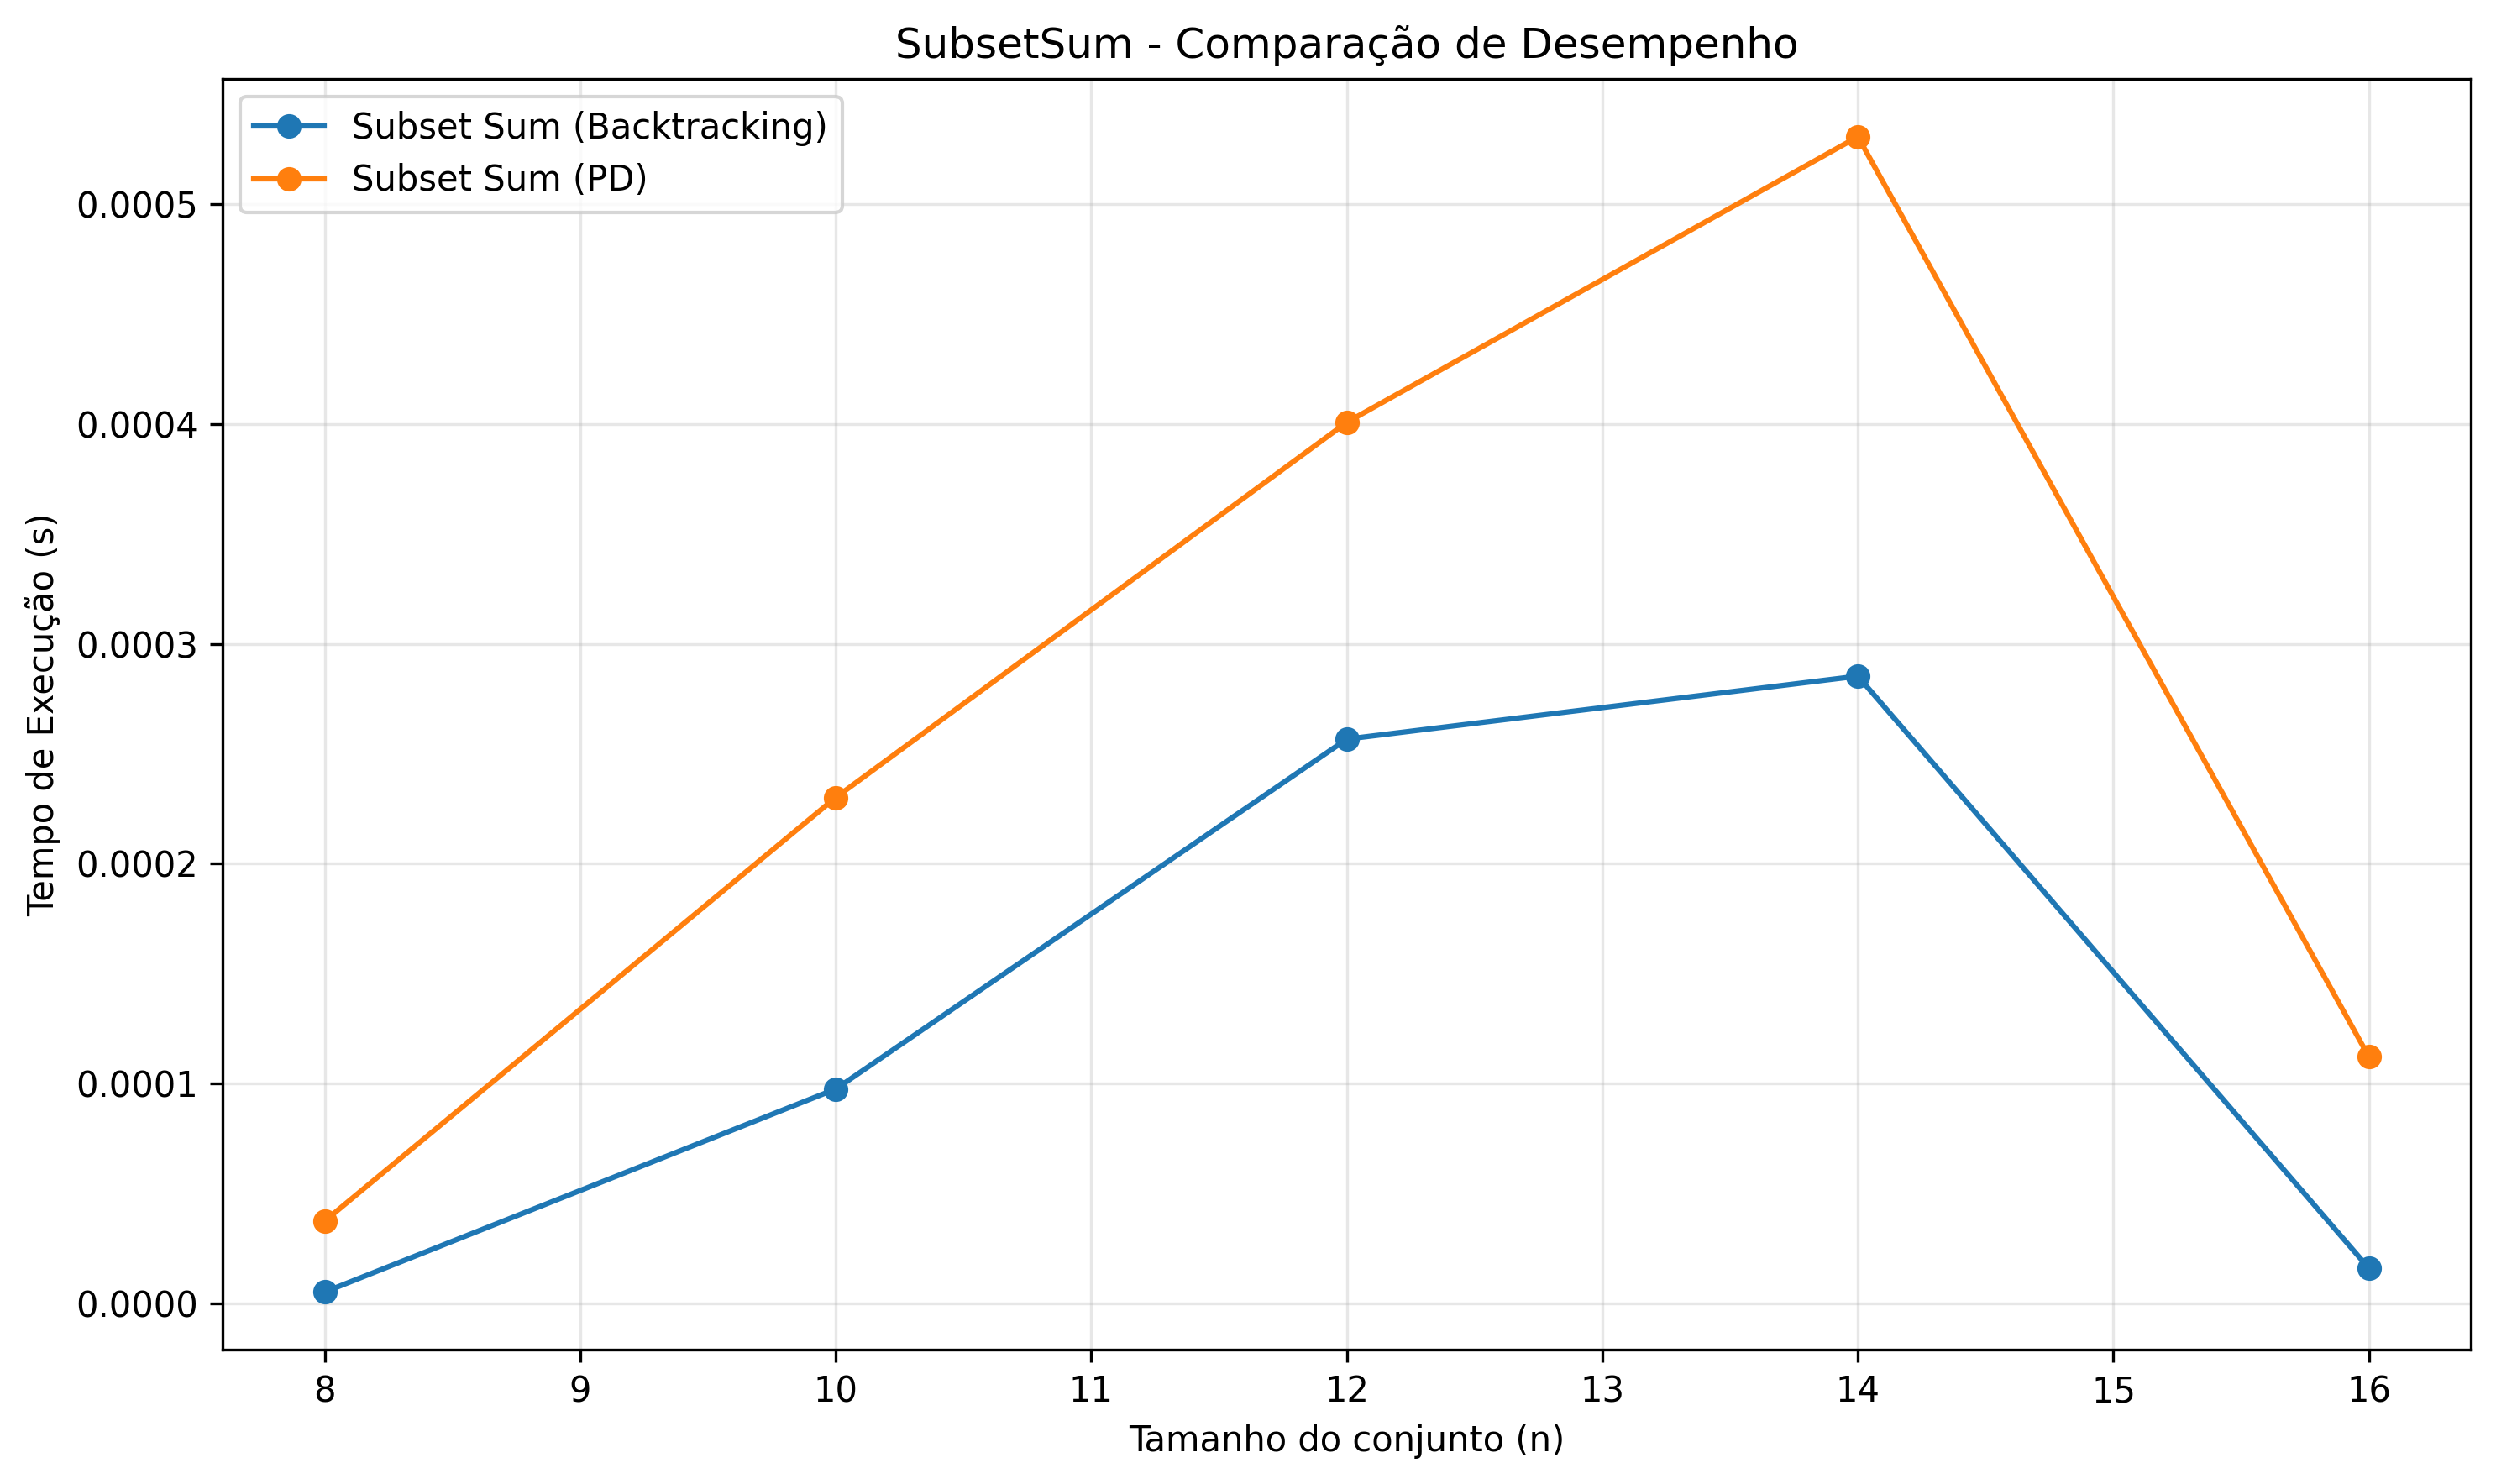 SubsetSum - Comparação de Desempenho
Subset Sum (Backtracking)
Subset Sum (PD)
Tempo de Execução (s)
0.0005
0.0004
0.0003
0.0002
0.0001
0.0000
8 9 10 11 12 13 14 15 16
Tamanho do conjunto (n)